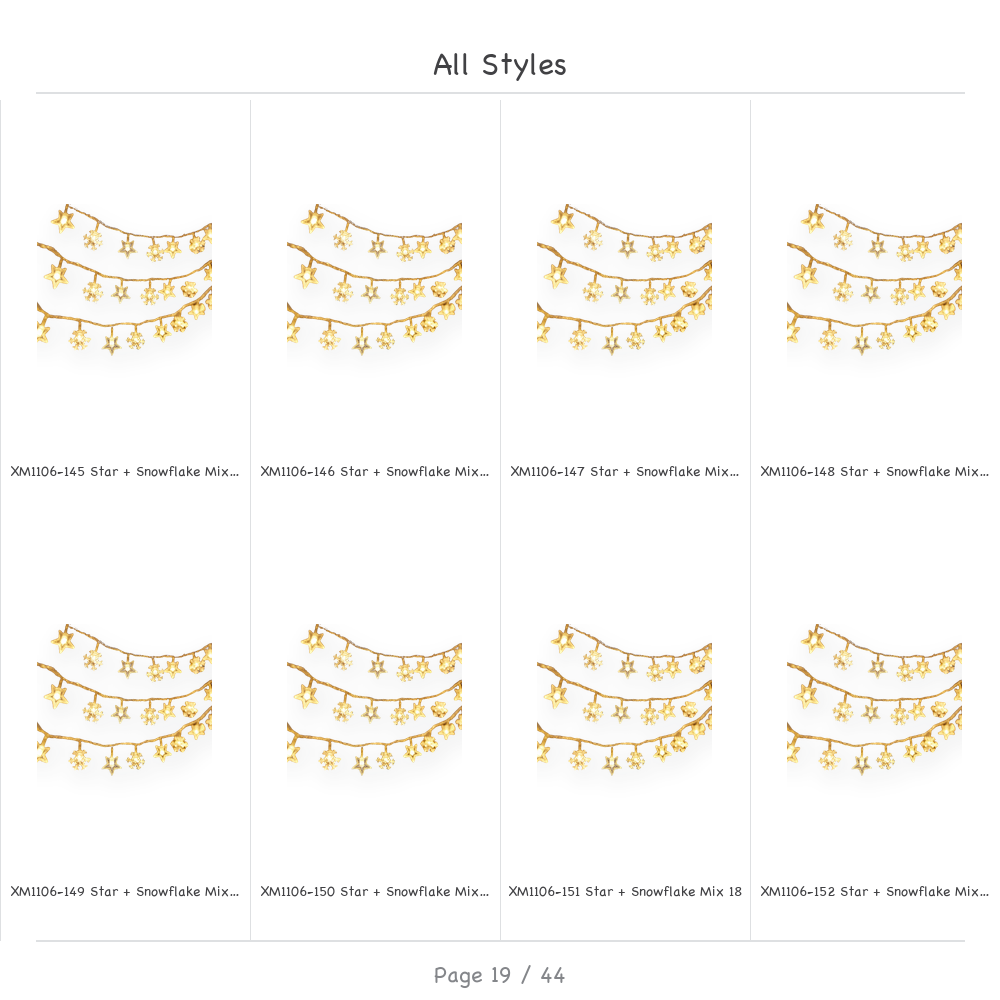 All Styles
XM1106-145 Star + Snowflake Mix...
XM1106-146 Star + Snowflake Mix...
XM1106-147 Star + Snowflake Mix...
XM1106-148 Star + Snowflake Mix...
XM1106-149 Star + Snowflake Mix...
XM1106-150 Star + Snowflake Mix...
XM1106-151 Star + Snowflake Mix 18
XM1106-152 Star + Snowflake Mix...
Page 19 / 44